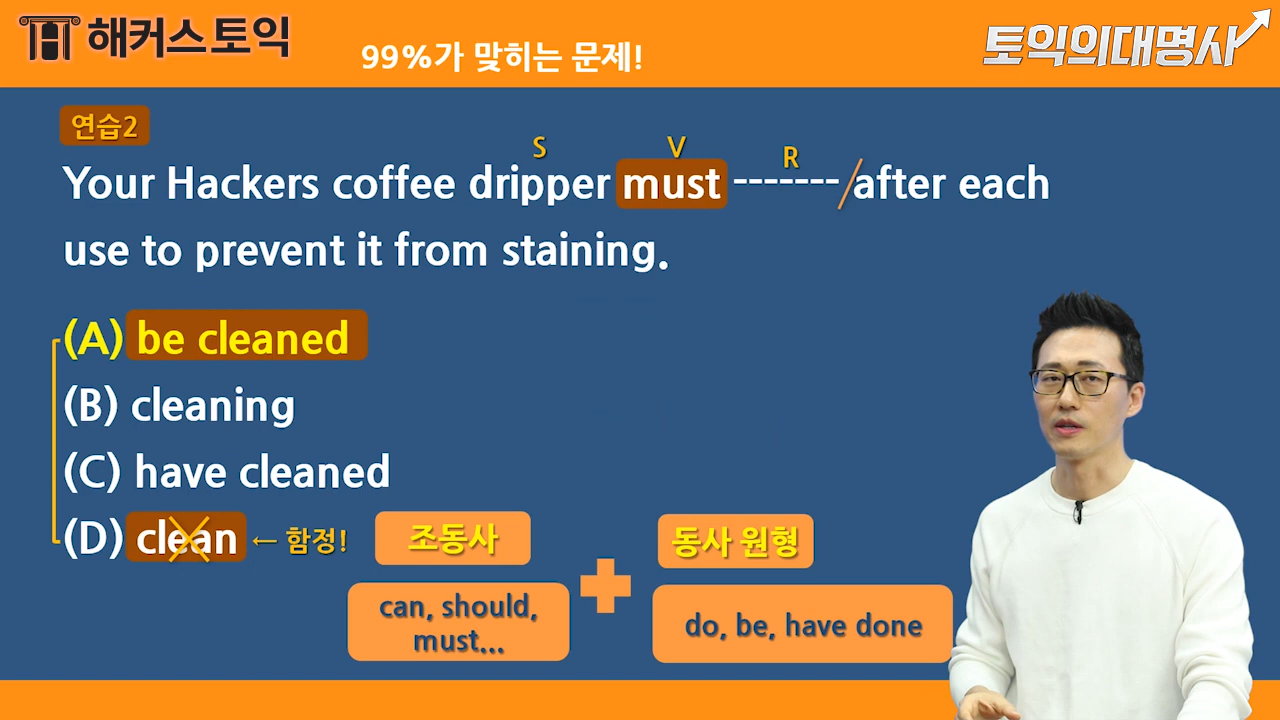 해커스 토익
99%가 맞히는 문제!
토익의대명사
연습2
S V R
Your Hackers coffee dripper must ------- / after each
use to prevent it from staining.
(A) be cleaned
(B) cleaning
(C) have cleaned
(D) clean ← 함정!
조동사
동사 원형
can, should,
must...
do, be, have done